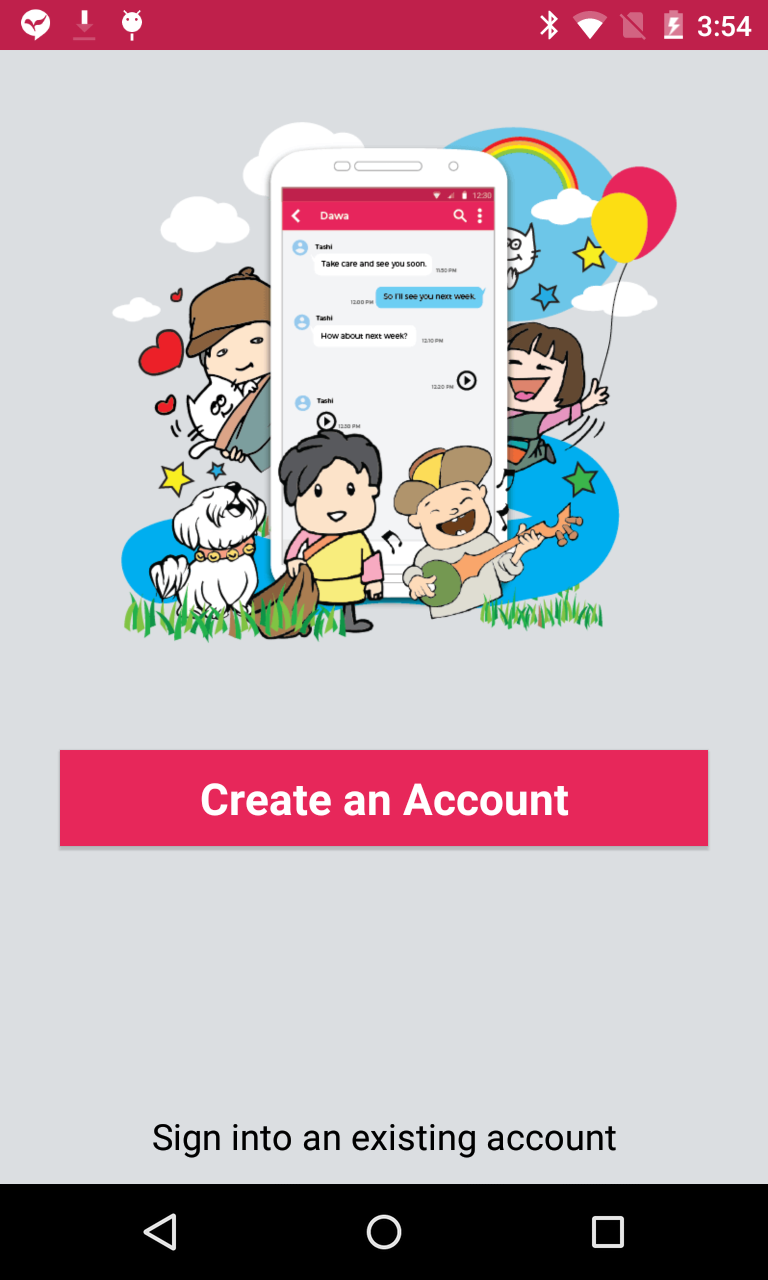 3:54
12:30
Dawa
Tashi
Take care and see you soon.
11:50 PM
12:00 PM
So I'll see you next week.
Tashi
How about next week?
12:10 PM
12:20 PM
Tashi
12:30 PM
Create an Account
Sign into an existing account